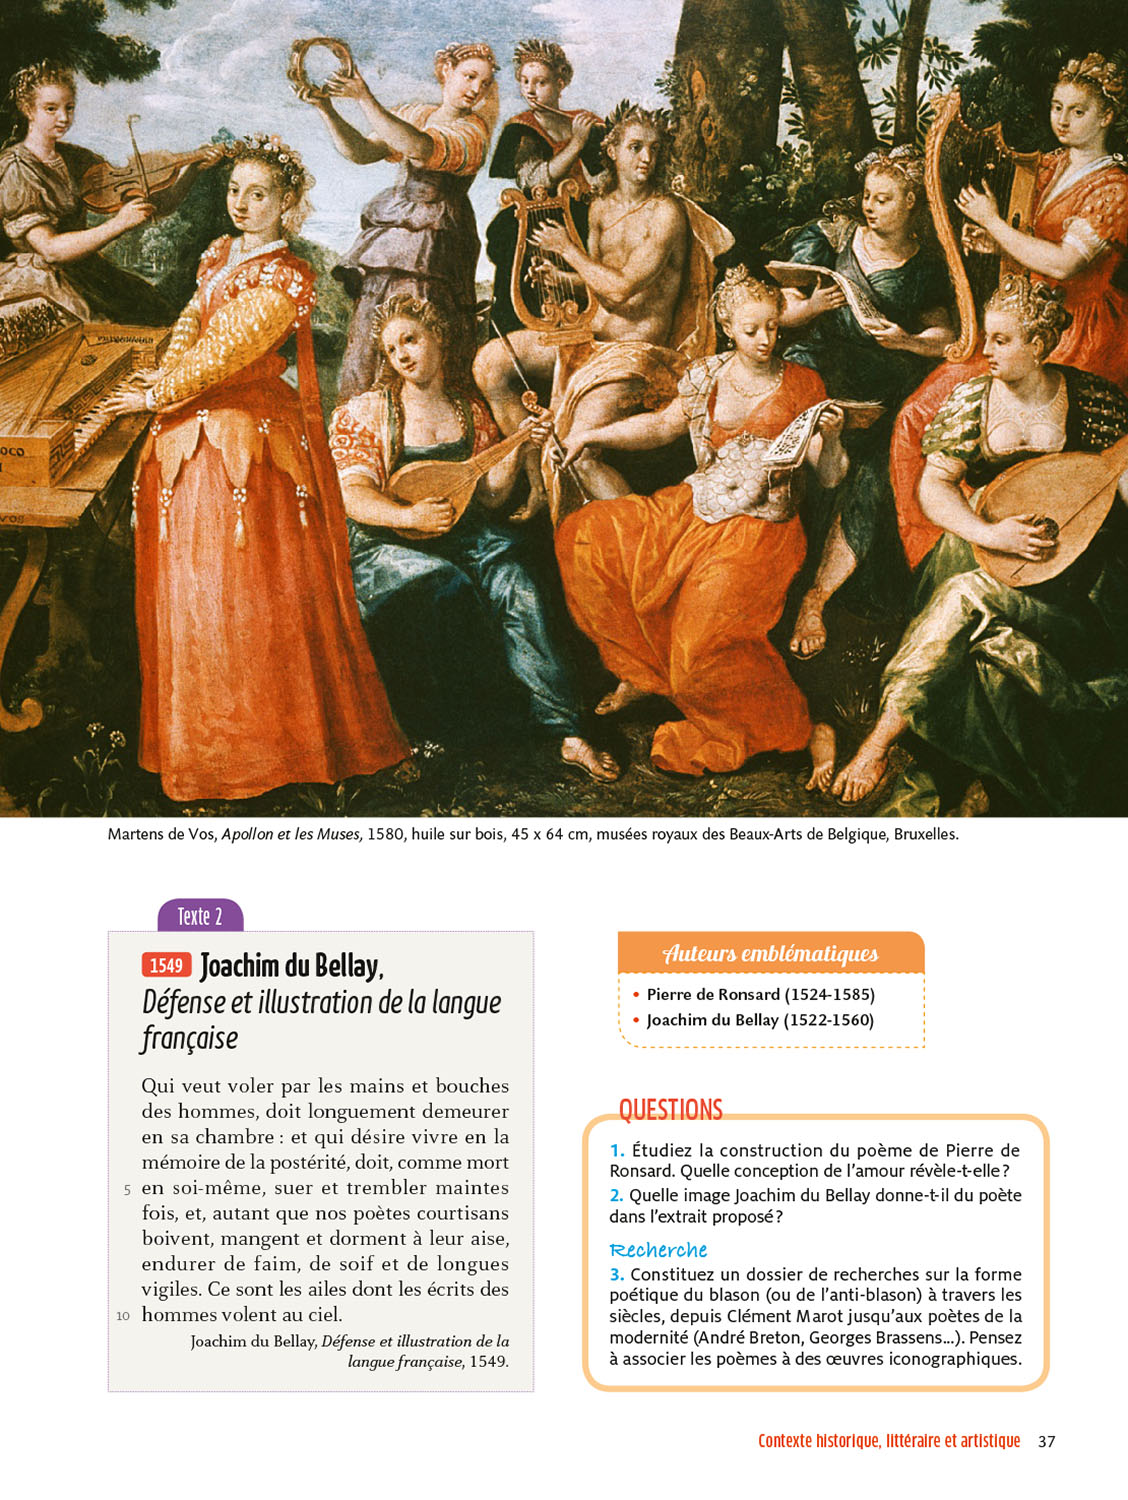 Martens de Vos, Apollon et les Muses, 1580, huile sur bois, 45 x 64 cm, musées royaux des Beaux-Arts de Belgique, Bruxelles.
Texte 2
1549 Joachim du Bellay,
Défense et illustration de la langue
française
Qui veut voler par les mains et bouches
des hommes, doit longuement demeurer
en sa chambre : et qui désire vivre en la
mémoire de la postérité, doit, comme mort
5 en soi-même, suer et trembler maintes
fois, et, autant que nos poètes courtisans
boivent, mangent et dorment à leur aise,
endurer de faim, de soif et de longues
vigiles. Ce sont les ailes dont les écrits des
10 hommes volent au ciel.
Joachim du Bellay, Défense et illustration de la
langue française, 1549.
Auteurs emblématiques
• Pierre de Ronsard (1524-1585)
• Joachim du Bellay (1522-1560)
QUESTIONS
1. Étudiez la construction du poème de Pierre de
Ronsard. Quelle conception de l'amour révèle-t-elle ?
2. Quelle image Joachim du Bellay donne-t-il du poète
dans l'extrait proposé ?
Recherche
3. Constituez un dossier de recherches sur la forme
poétique du blason (ou de l'anti-blason) à travers les
siècles, depuis Clément Marot jusqu'aux poètes de la
modernité (André Breton, Georges Brassens...). Pensez
à associer les poèmes à des œuvres iconographiques.
Contexte historique, littéraire et artistique 37